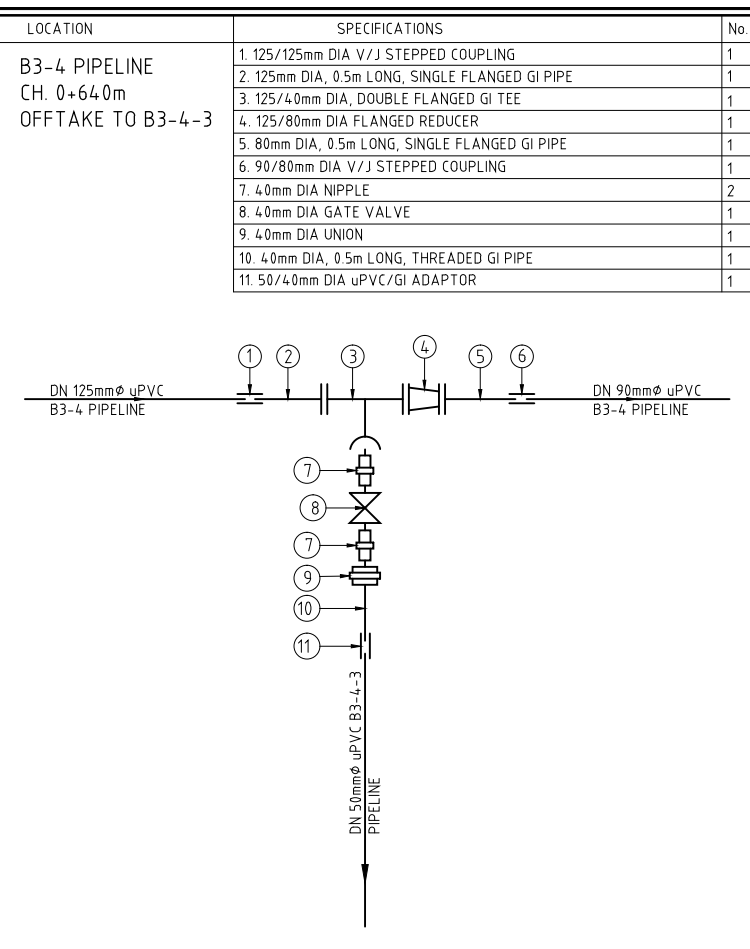 LOCATION SPECIFICATIONS No.
B3-4 PIPELINE
CH. 0+640m
OFFTAKE TO B3-4-3
1. 125/125mm DIA V/J STEPPED COUPLING 1
2. 125mm DIA, 0.5m LONG, SINGLE FLANGED GI PIPE 1
3. 125/40mm DIA, DOUBLE FLANGED GI TEE 1
4. 125/80mm DIA FLANGED REDUCER 1
5. 80mm DIA, 0.5m LONG, SINGLE FLANGED GI PIPE 1
6. 90/80mm DIA V/J STEPPED COUPLING 1
7. 40mm DIA NIPPLE 2
8. 40mm DIA GATE VALVE 1
9. 40mm DIA UNION 1
10. 40mm DIA, 0.5m LONG, THREADED GI PIPE 1
11. 50/40mm DIA uPVC/GI ADAPTOR 1
1 2 3 4 5 6
DN 125mmø uPVC
B3-4 PIPELINE
DN 90mmø uPVC
B3-4 PIPELINE
7
8
7
9
10
11
DN 50mmø uPVC B3-4-3
PIPELINE